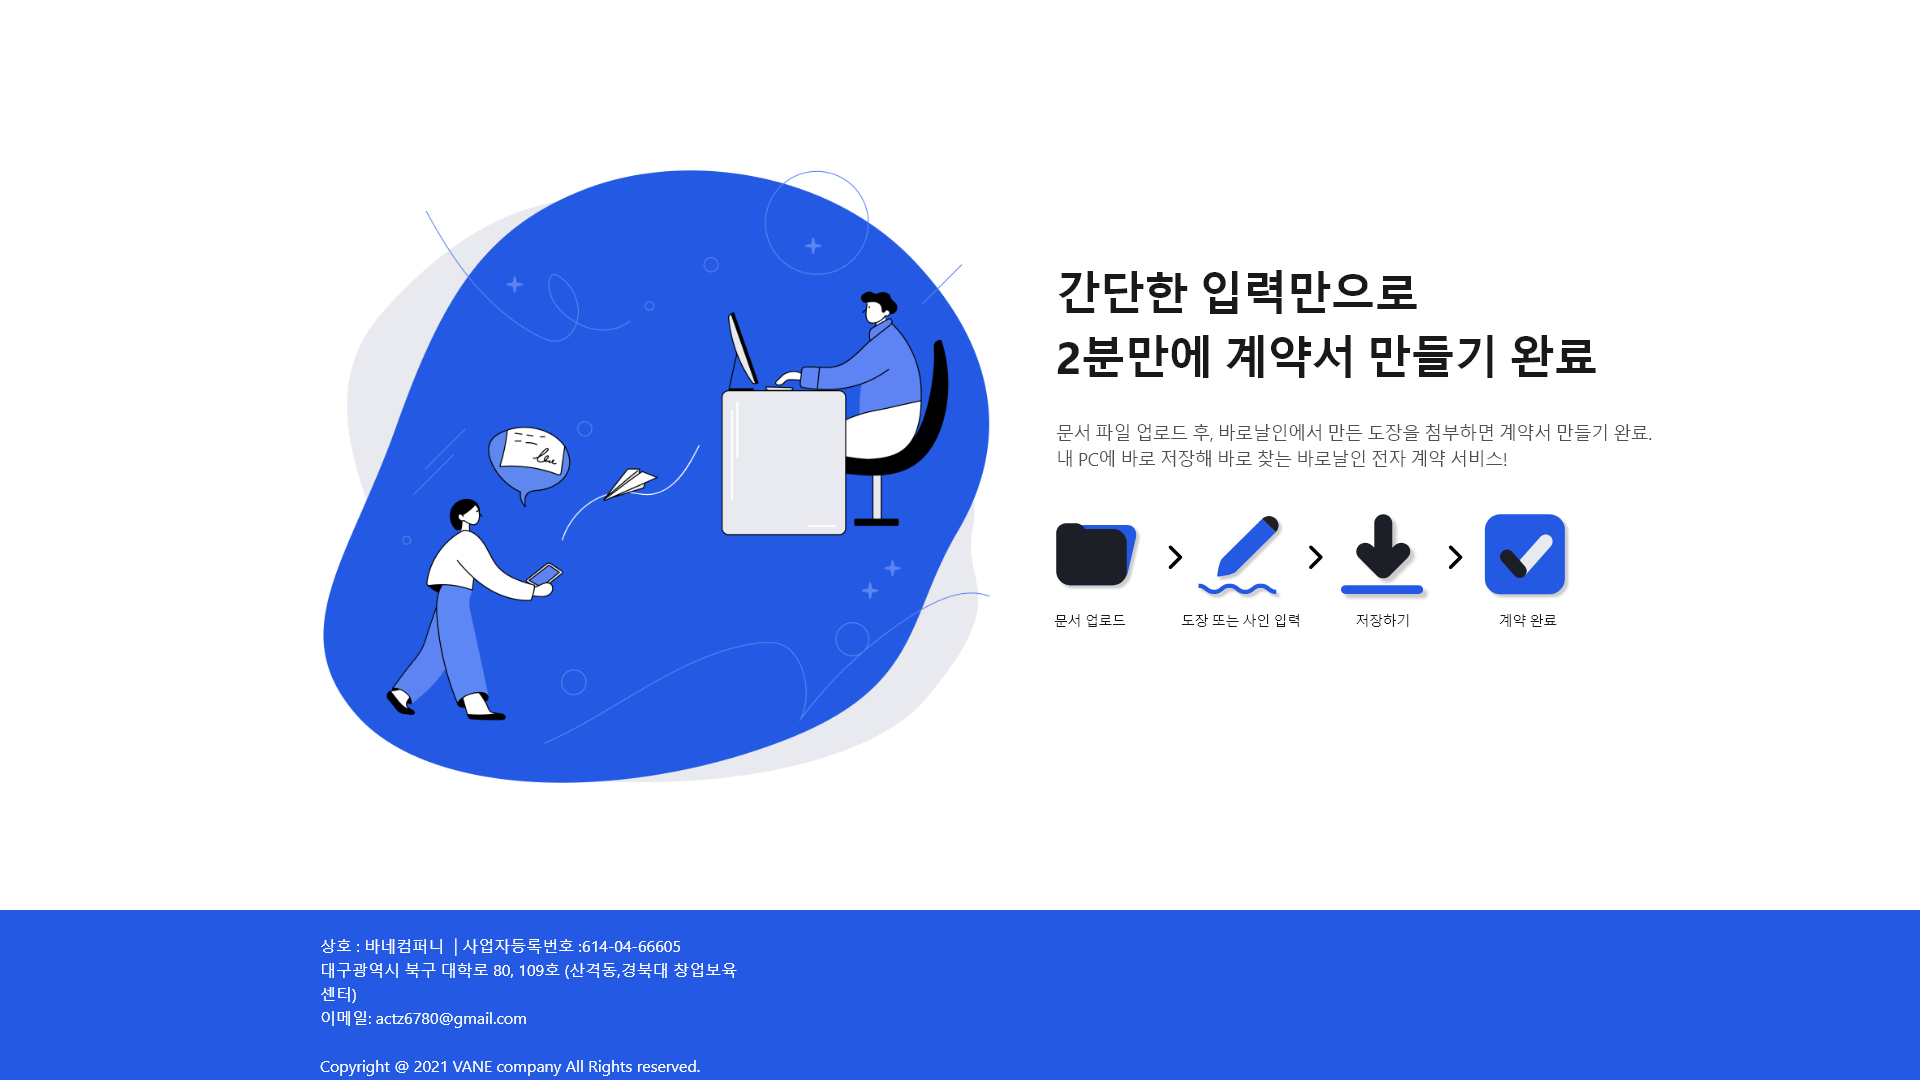 간단한 입력만으로
2분만에 계약서 만들기 완료
문서 파일 업로드 후, 바로날인에서 만든 도장을 첨부하면 계약서 만들기 완료.
내 PC에 바로 저장해 바로 찾는 바로날인 전자 계약 서비스!
문서 업로드
도장 또는 사인 입력
저장하기
계약 완료
상호 : 바네컴퍼니 | 사업자등록번호 :614-04-66605
대구광역시 북구 대학로 80, 109호 (산격동,경북대 창업보육
센터)
이메일: actz6780@gmail.com
Copyright @ 2021 VANE company All Rights reserved.